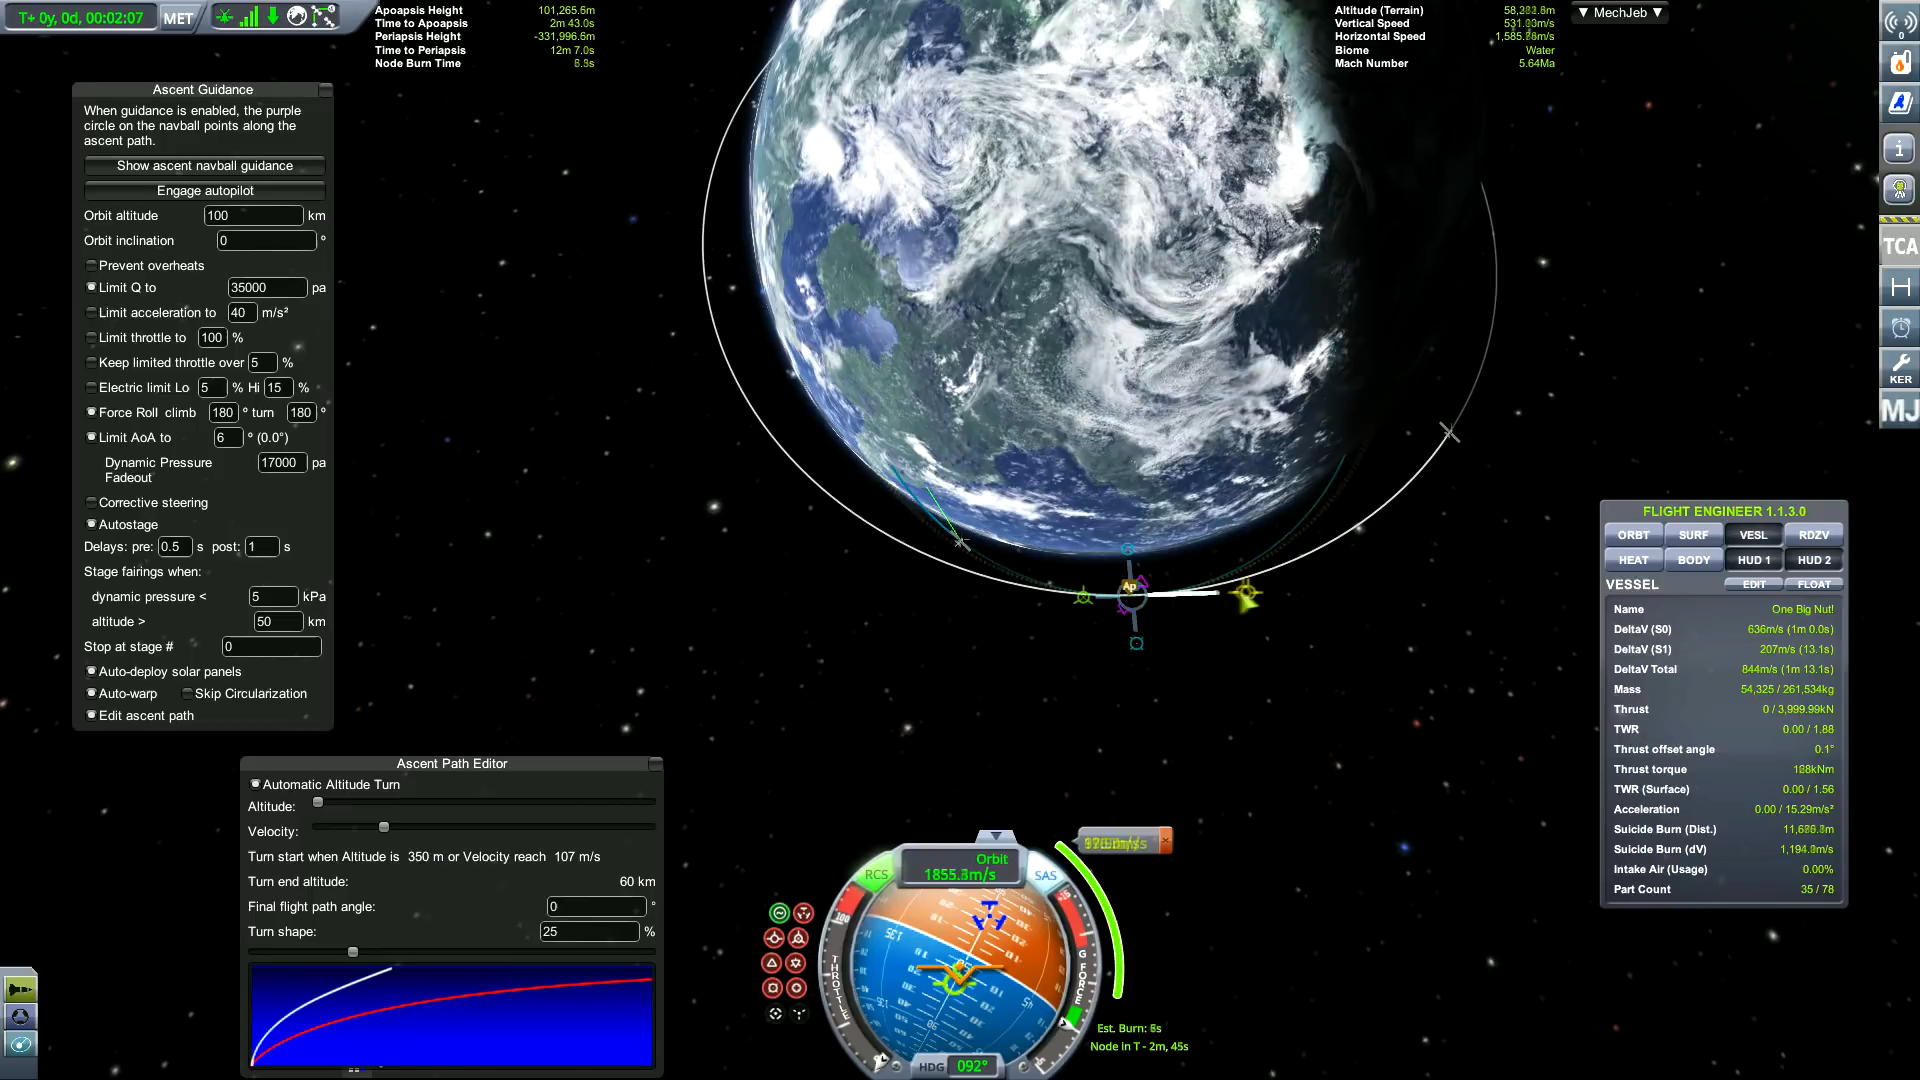 T+ 0y, 0d, 00:02:07 MET
Apoapsis Height 101,265.6m
Time to Apoapsis 2m 43.0s
Periapsis Height -331,996.6m
Time to Periapsis 12m 7.0s
Node Burn Time
Altitude (Terrain)
Vertical Speed
Horizontal Speed
Biome Water
Mach Number 5.64Ma
▼ MechJeb ▼
0
Ascent Guidance
When guidance is enabled, the purple
circle on the navball points along the
ascent path.
Show ascent navball guidance
Engage autopilot
Orbit altitude 100 km
Orbit inclination 0 °
Prevent overheats
Limit Q to 35000 pa
Limit acceleration to 40 m/s²
Limit throttle to 100 %
Keep limited throttle over 5 %
Electric limit Lo 5 % Hi 15 %
Force Roll climb 180 ° turn 180 °
Limit AoA to 6 ° (0.0°)
Dynamic Pressure 17000 pa
Fadeout
Corrective steering
Autostage
Delays: pre: 0.5 s post: 1 s
Stage fairings when:
dynamic pressure < 5 kPa
altitude > 50 km
Stop at stage # 0
Auto-deploy solar panels
Auto-warp Skip Circularization
Edit ascent path
Ascent Path Editor
Automatic Altitude Turn
Altitude:
Velocity:
Turn start when Altitude is 350 m or Velocity reach 107 m/s
Turn end altitude: 60 km
Final flight path angle: 0 °
Turn shape: 25 %
Ap
TCA
KER
MJ
FLIGHT ENGINEER 1.1.3.0
ORBT SURF VESL RDZV
HEAT BODY HUD 1 HUD 2
VESSEL EDIT FLOAT
Name One Big Nut!
DeltaV (S0) 636m/s (1m 0.0s)
DeltaV (S1) 207m/s (13.1s)
DeltaV Total 844m/s (1m 13.1s)
Mass 54,325 / 261,534kg
Thrust 0 / 3,999.99kN
TWR 0.00 / 1.88
Thrust offset angle 0.1°
Thrust torque
TWR (Surface) 0.00 / 1.56
Acceleration 0.00 / 15.29m/s²
Suicide Burn (Dist.)
Suicide Burn (dV)
Intake Air (Usage) 0.00%
Part Count 35 / 78
RCS
Orbit
SAS
THROTTLE
100
G FORCE
HDG 092°
Est. Burn:
Node in T - 2m, 45s